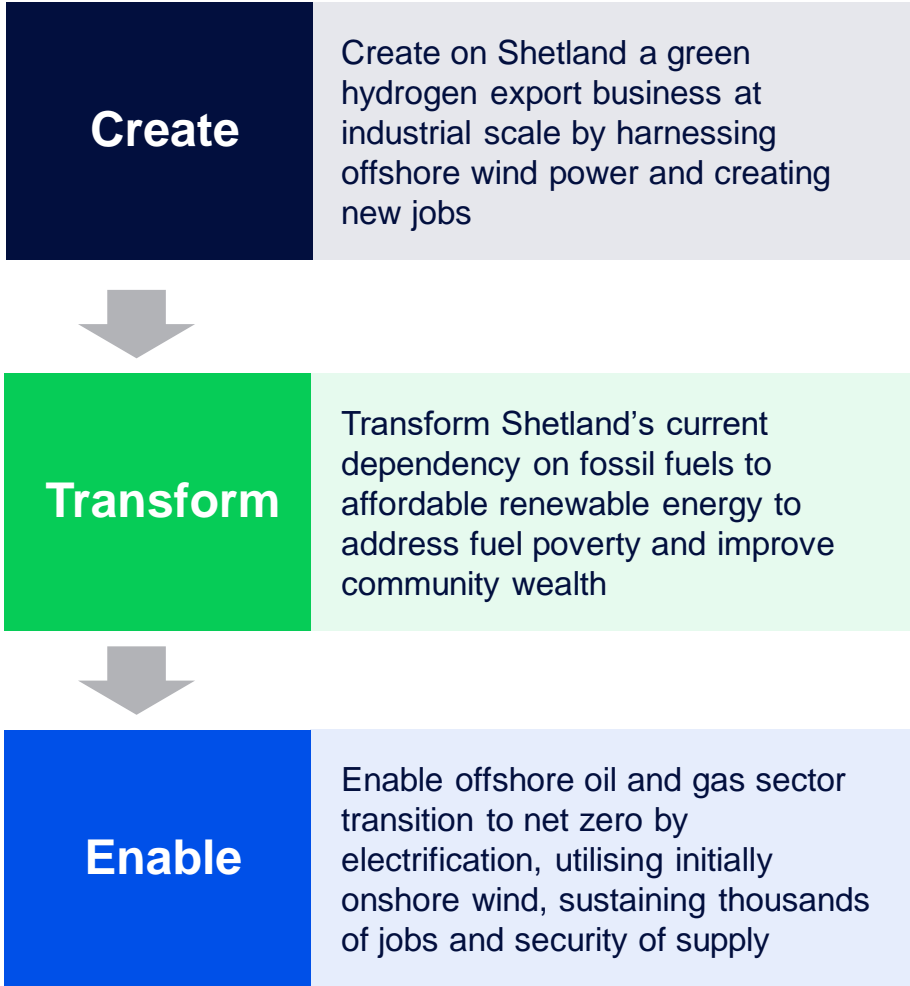 Create
Create on Shetland a green
hydrogen export business at
industrial scale by harnessing
offshore wind power and creating
new jobs
Transform
Transform Shetland’s current
dependency on fossil fuels to
affordable renewable energy to
address fuel poverty and improve
community wealth
Enable
Enable offshore oil and gas sector
transition to net zero by
electrification, utilising initially
onshore wind, sustaining thousands
of jobs and security of supply